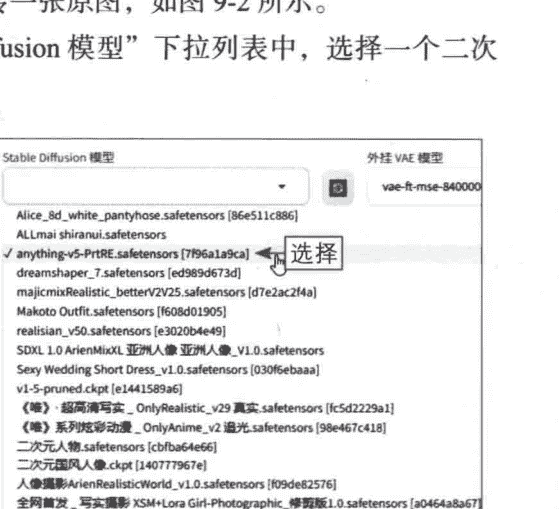 一张原图，如图 9-2 所示。
fusion 模型”下拉列表中，选择一个二次
Stable Diffusion 模型 外挂 VAE 模型
vae-ft-mse-840000
Alice_8d_white_pantyhose.safetensors [86e511c886]
ALLmai shiranui.safetensors
✓ anything-v5-PrtRE.safetensors [7f96a1a9ca] 选择
dreamshaper_7.safetensors [ed989d673d]
majicmixRealistic_betterV2V25.safetensors [d7e2ac2f4a]
Makoto Outfit.safetensors [f608d01905]
realisian_v50.safetensors [e3020b4e49]
SDXL 1.0 ArienMixXL 亚洲人像 亚洲人像_V1.0.safetensors
Sexy Wedding Short Dress_v1.0.safetensors [030f6ebaaa]
v1-5-pruned.ckpt [e1441589a6]
《唯》· 超高清写实 _ OnlyRealistic_v29 真实.safetensors [fc5d2229a1]
《唯》系列炫彩动漫 _ OnlyAnime_v2 追光.safetensors [98e467c418]
二次元人物.safetensors [cbfba64e66]
二次元国风人像.ckpt [140777967e]
人像摄影ArienRealisticWorld_v1.0.safetensors [f09de82576]
全网首发 _ 写实摄影 XSM+Lora Girl-Photographic_修剪版1.0.safetensors [a0464a8a67]